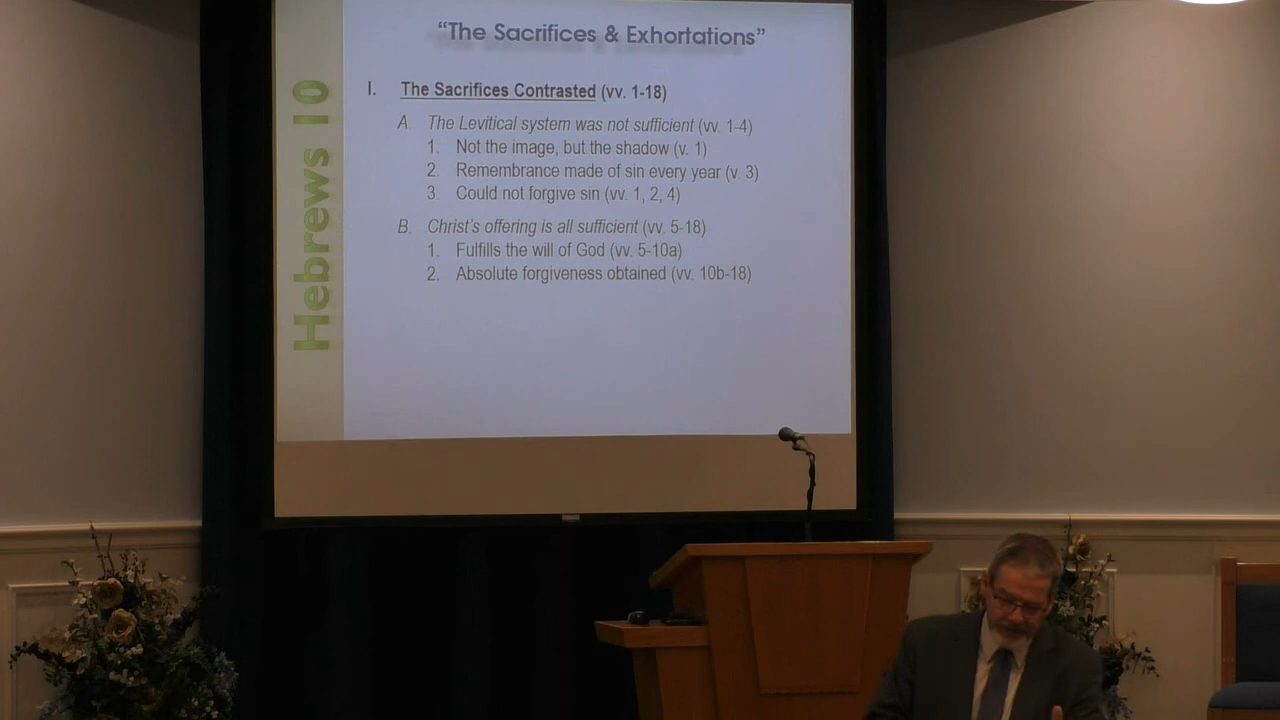 "The Sacrifices & Exhortations"
Hebrews 10
I. The Sacrifices Contrasted (vv. 1-18)
A. The Levitical system was not sufficient (vv. 1-4)
1. Not the image, but the shadow (v. 1)
2. Remembrance made of sin every year (v. 3)
3. Could not forgive sin (vv. 1, 2, 4)
B. Christ's offering is all sufficient (vv. 5-18)
1. Fulfills the will of God (vv. 5-10a)
2. Absolute forgiveness obtained (vv. 10b-18)